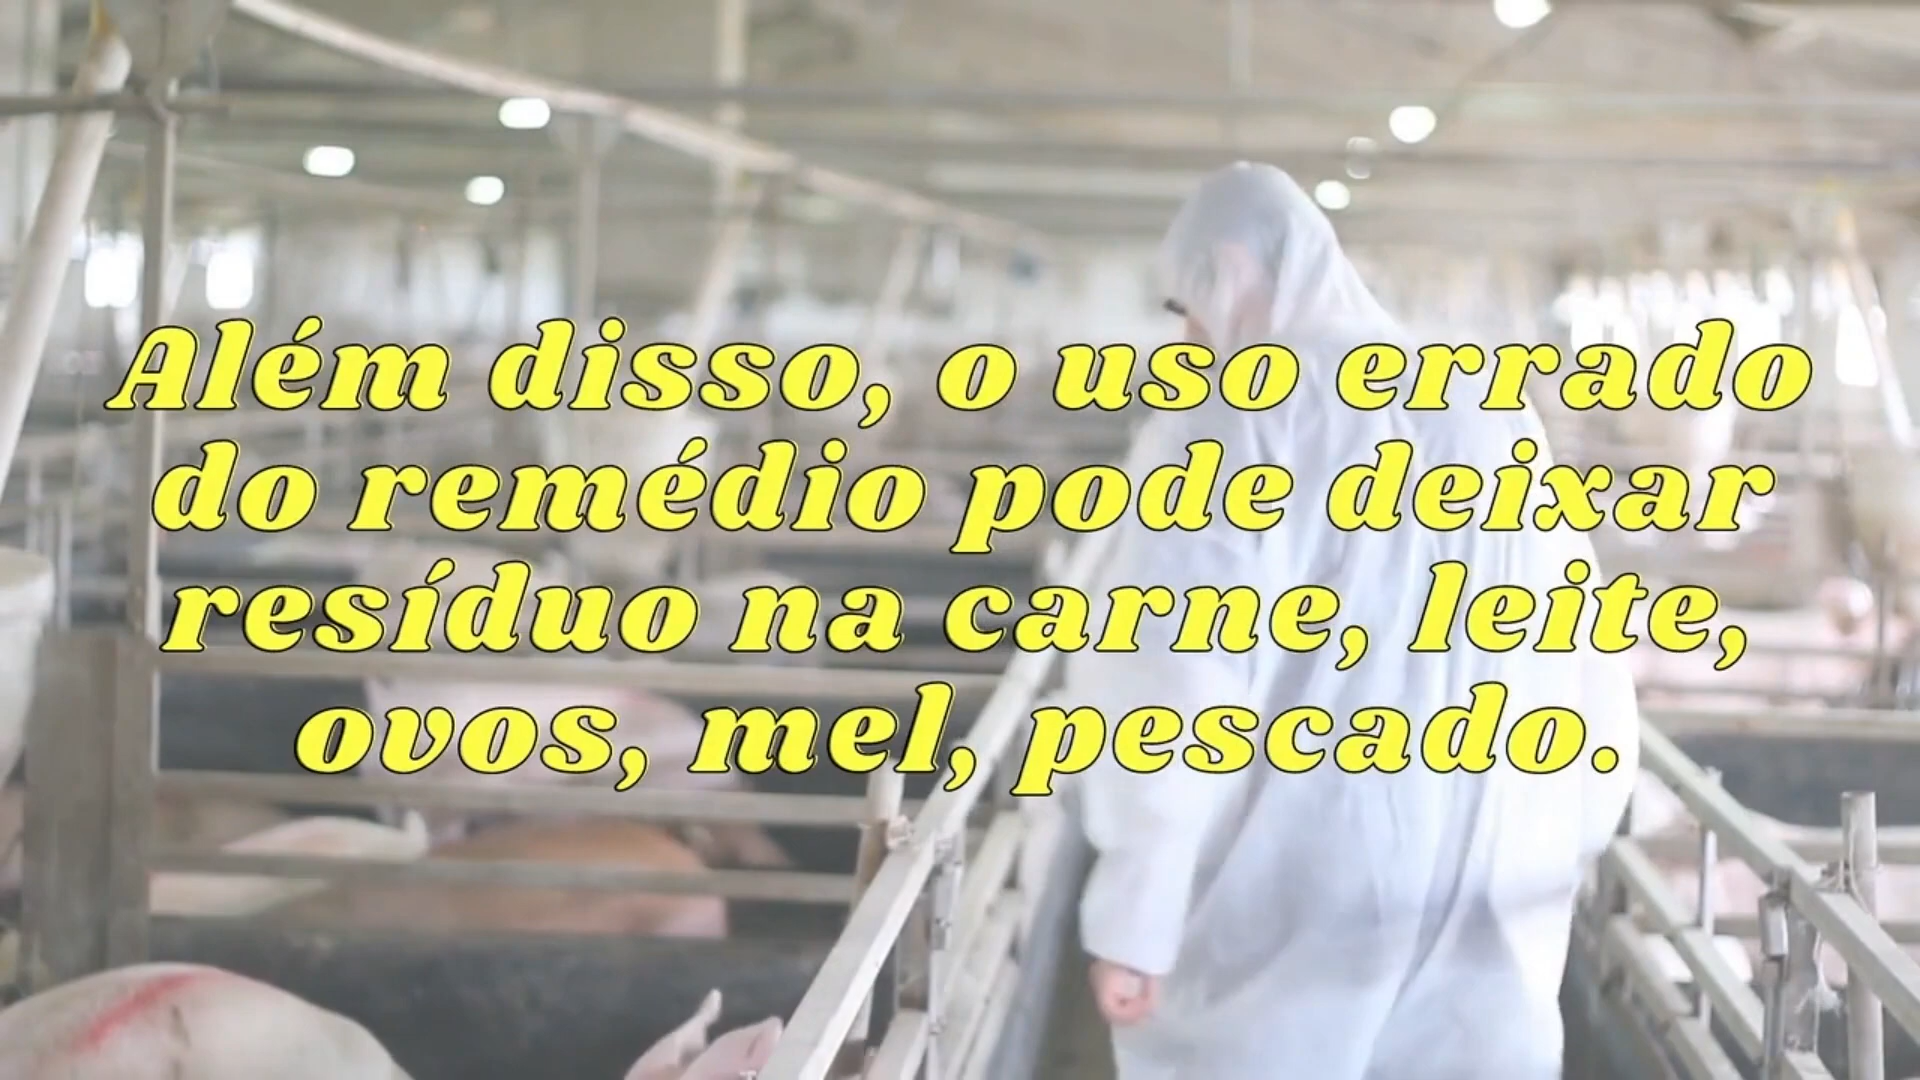 Além disso, o uso errado
do remédio pode deixar
resíduo na carne, leite,
ovos, mel, pescado.